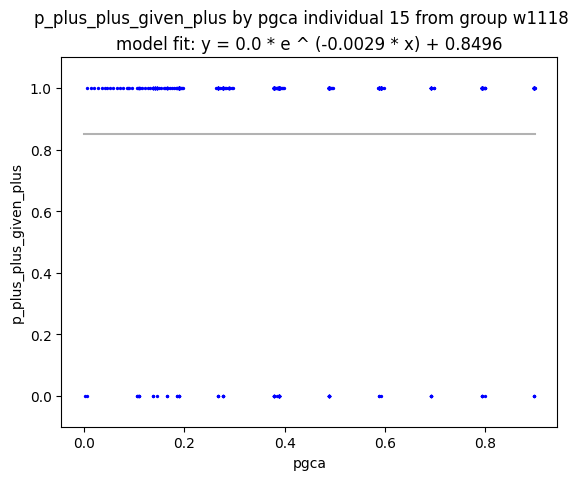 p_plus_plus_given_plus by pgca individual 15 from group w1118
model fit: y = 0.0 * e ^ (-0.0029 * x) + 0.8496
p_plus_plus_given_plus
1.0
0.8
0.6
0.4
0.2
0.0
0.0 0.2 0.4 0.6 0.8
pgca